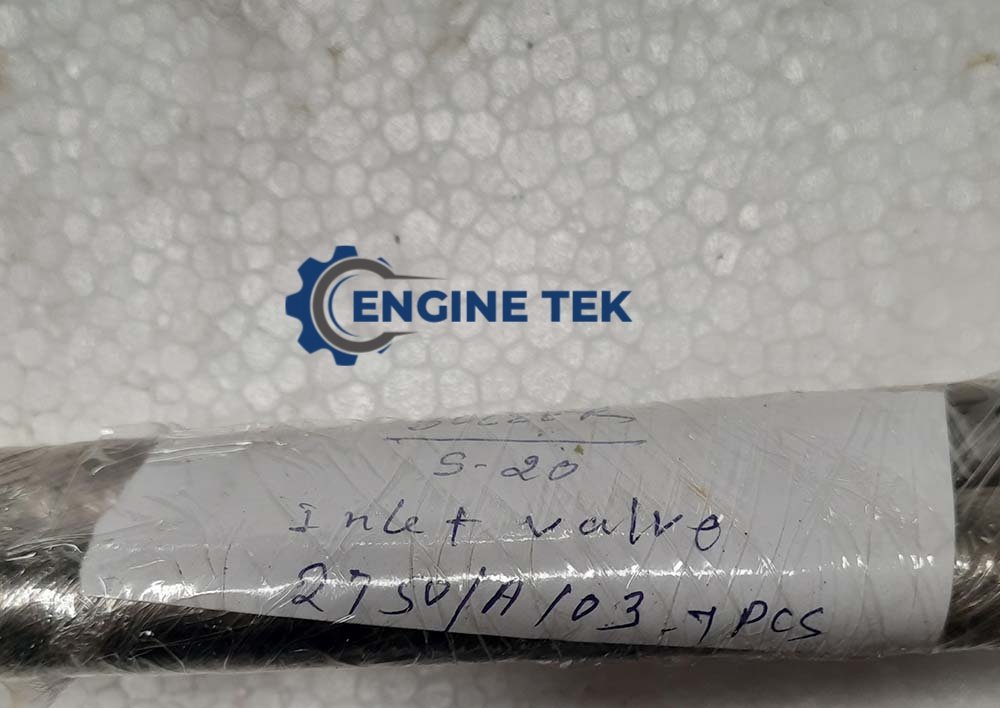 ENGINE TEK
S-20
Inlet valve
2750/A/03 - 7 PCS